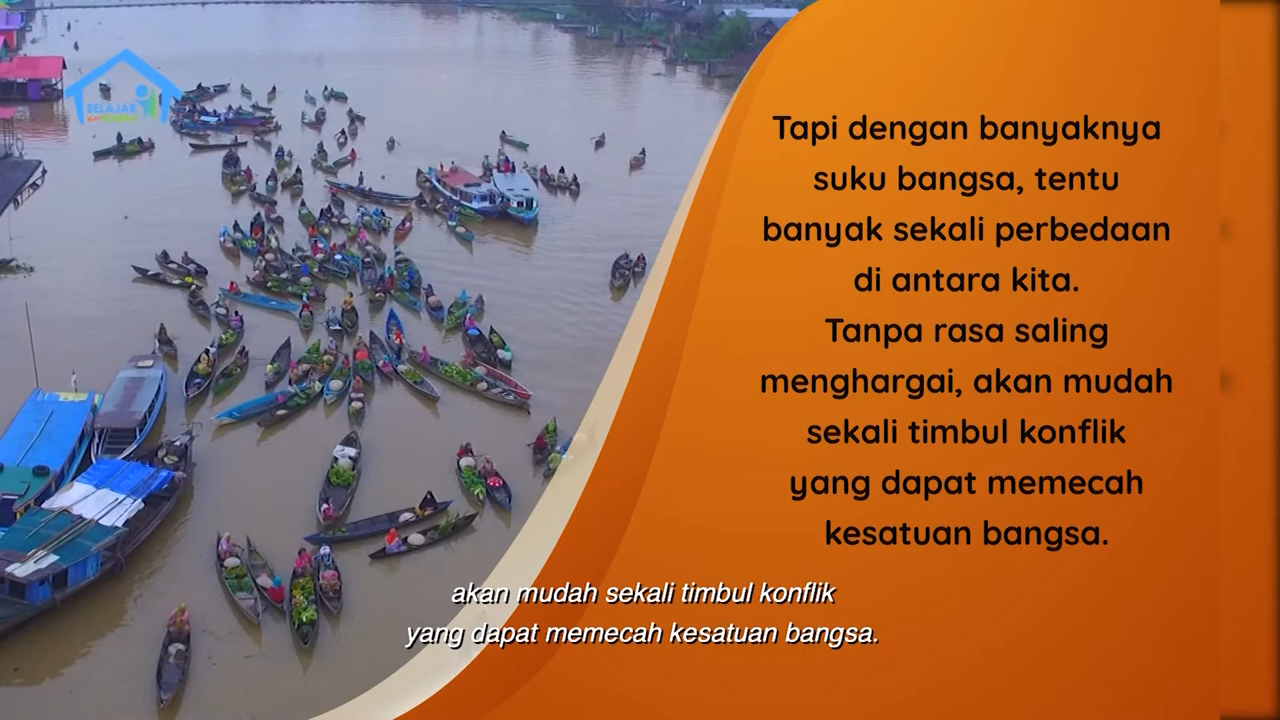 BELAJAR
Tapi dengan banyaknya
suku bangsa, tentu
banyak sekali perbedaan
di antara kita.
Tanpa rasa saling
menghargai, akan mudah
sekali timbul konflik
yang dapat memecah
kesatuan bangsa.
akan mudah sekali timbul konflik
yang dapat memecah kesatuan bangsa.